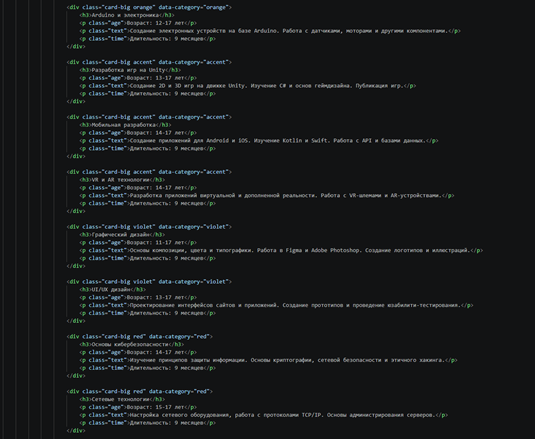 <div class="card-big orange" data-category="orange">
<h3>Arduino и электроника</h3>
<p class="age">Возраст: 12-17 лет</p>
<p class="text">Создание электронных устройств на базе Arduino. Работа с датчиками, моторами и другими компонентами.</p>
<p class="time">Длительность: 9 месяцев</p>
</div>
<div class="card-big accent" data-category="accent">
<h3>Разработка игр на Unity</h3>
<p class="age">Возраст: 13-17 лет</p>
<p class="text">Создание 2D и 3D игр на движке Unity. Изучение C# и основ геймдизайна. Публикация игр.</p>
<p class="time">Длительность: 9 месяцев</p>
</div>
<div class="card-big accent" data-category="accent">
<h3>Мобильная разработка</h3>
<p class="age">Возраст: 14-17 лет</p>
<p class="text">Создание приложений для Android и iOS. Изучение Kotlin и Swift. Работа с API и базами данных.</p>
<p class="time">Длительность: 9 месяцев</p>
</div>
<div class="card-big accent" data-category="accent">
<h3>VR и AR технологии</h3>
<p class="age">Возраст: 14-17 лет</p>
<p class="text">Разработка приложений виртуальной и дополненной реальности. Работа с VR-шлемами и AR-устройствами.</p>
<p class="time">Длительность: 9 месяцев</p>
</div>
<div class="card-big violet" data-category="violet">
<h3>Графический дизайн</h3>
<p class="age">Возраст: 11-17 лет</p>
<p class="text">Основы композиции, цвета и типографики. Работа в Figma и Adobe Photoshop. Создание логотипов и иллюстраций.</p>
<p class="time">Длительность: 9 месяцев</p>
</div>
<div class="card-big violet" data-category="violet">
<h3>UI/UX дизайн</h3>
<p class="age">Возраст: 13-17 лет</p>
<p class="text">Проектирование интерфейсов сайтов и приложений. Создание прототипов и проведение юзабилити-тестирования.</p>
<p class="time">Длительность: 9 месяцев</p>
</div>
<div class="card-big red" data-category="red">
<h3>Основы кибербезопасности</h3>
<p class="age">Возраст: 14-17 лет</p>
<p class="text">Изучение принципов защиты информации. Основы криптографии, сетевой безопасности и этичного хакинга.</p>
<p class="time">Длительность: 9 месяцев</p>
</div>
<div class="card-big red" data-category="red">
<h3>Сетевые технологии</h3>
<p class="age">Возраст: 15-17 лет</p>
<p class="text">Настройка сетевого оборудования, работа с протоколами TCP/IP. Основы администрирования серверов.</p>
<p class="time">Длительность: 9 месяцев</p>
</div>